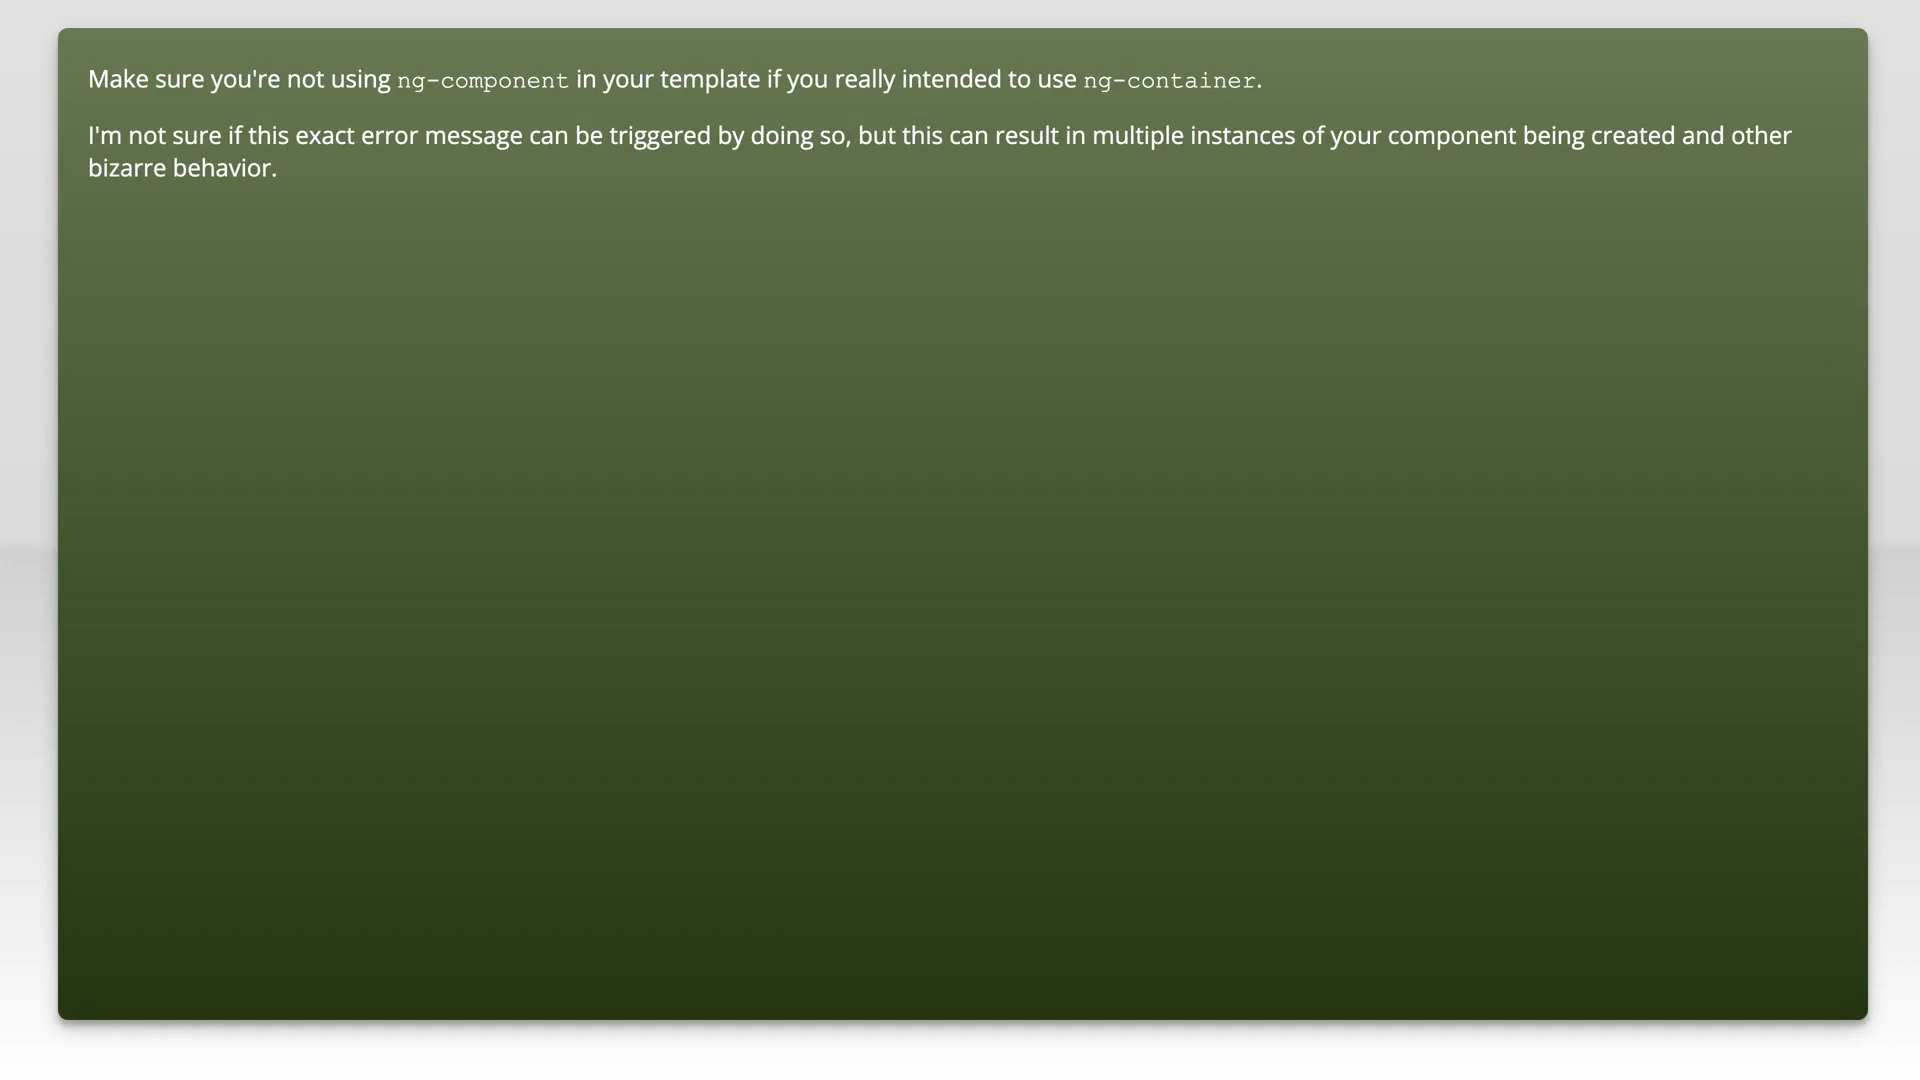 Make sure you're not using ng-component in your template if you really intended to use ng-container.
I'm not sure if this exact error message can be triggered by doing so, but this can result in multiple instances of your component being created and other
bizarre behavior.